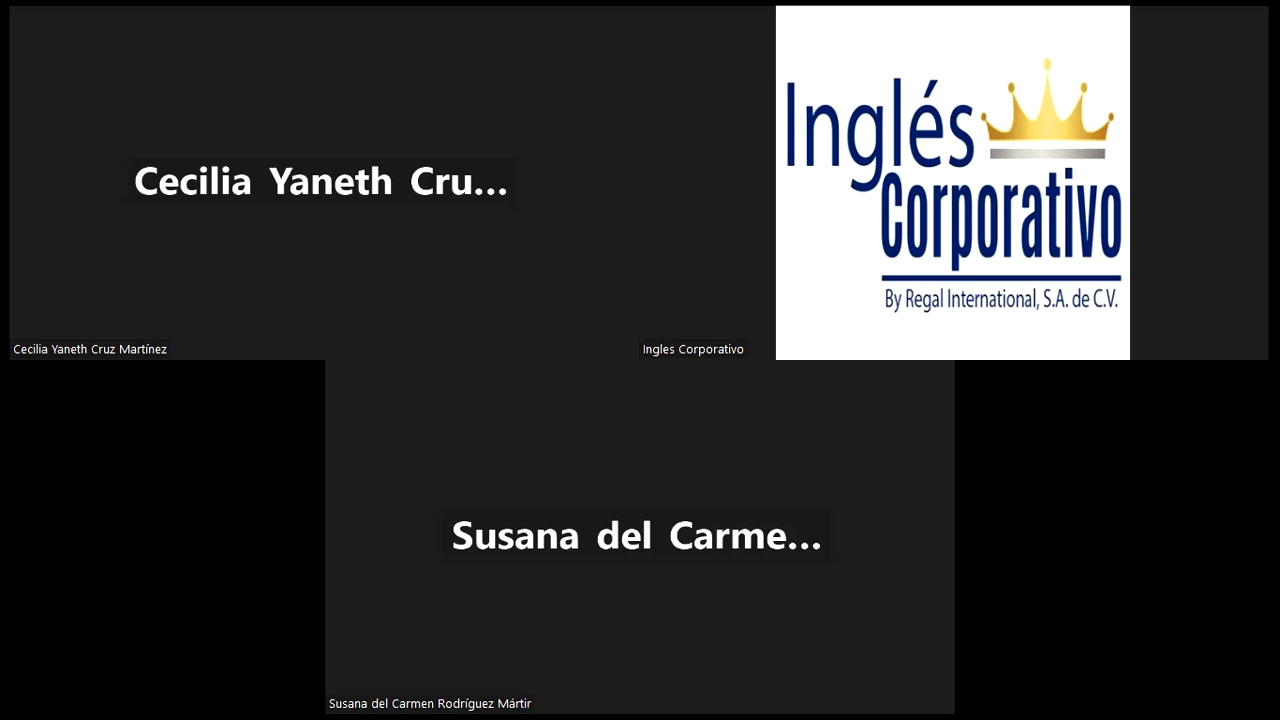 Cecilia Yaneth Cru...
Cecilia Yaneth Cruz Martínez
Inglés
Corporativo
By Regal International, S.A. de C.V.
Ingles Corporativo
Susana del Carme...
Susana del Carmen Rodríguez Mártir